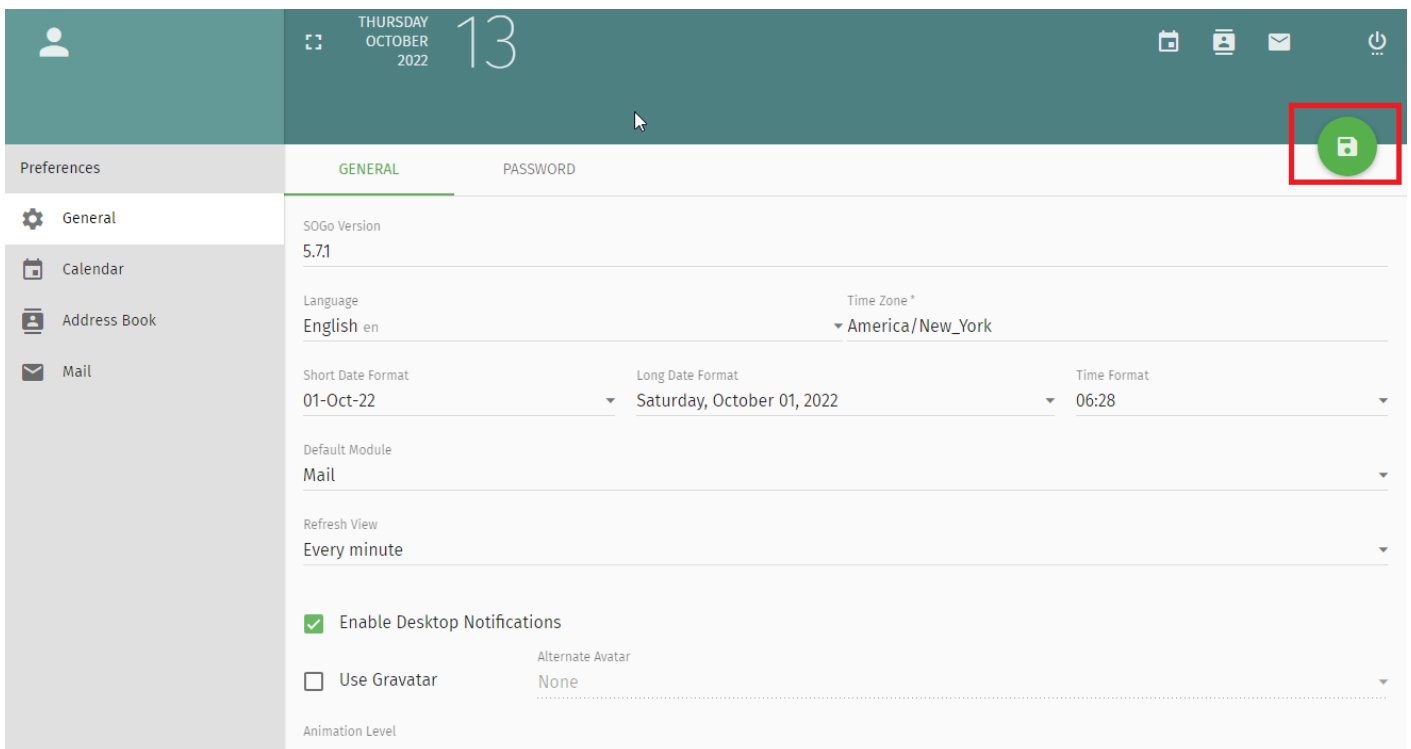 THURSDAY
OCTOBER
2022
13
Preferences
General
Calendar
Address Book
Mail
GENERAL
PASSWORD
SOGo Version
5.7.1
Language
Time Zone *
English en
America/New_York
Short Date Format
Long Date Format
Time Format
01-Oct-22
Saturday, October 01, 2022
06:28
Default Module
Mail
Refresh View
Every minute
Enable Desktop Notifications
Alternate Avatar
Use Gravatar
None
Animation Level